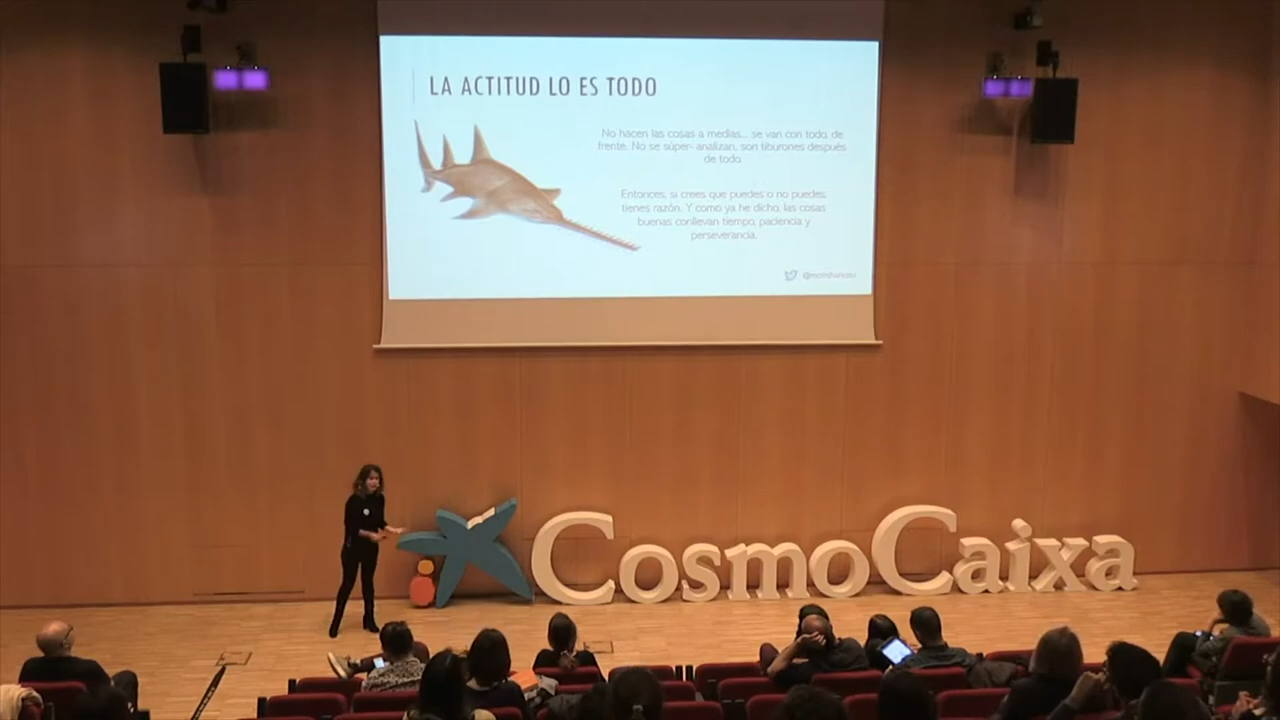 LA ACTITUD LO ES TODO
No hacen las cosas a medias... se van con todo, de
frente. No se súper- analizan, son tiburones después
de todo.
Entonces, si crees que puedes o no puedes,
tienes razón. Y como ya he dicho, las cosas
buenas conllevan tiempo, paciencia y
perseverancia.
CosmoCaixa